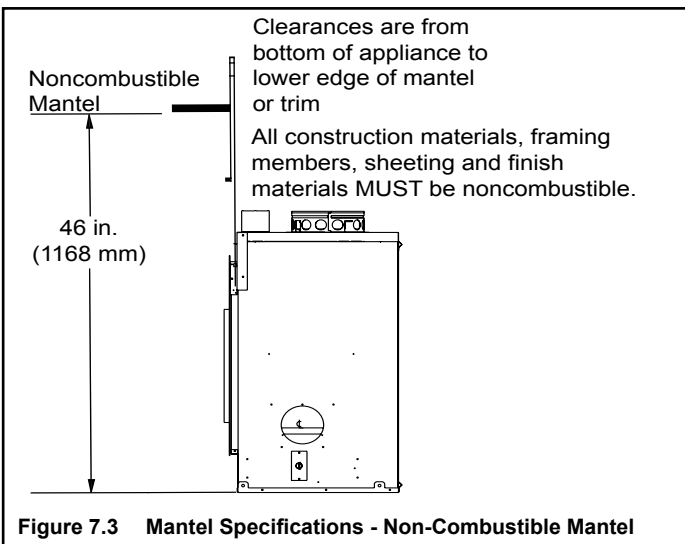 Clearances are from
bottom of appliance to
lower edge of mantel
or trim
Noncombustible
Mantel
All construction materials, framing
members, sheeting and finish
materials MUST be noncombustible.
46 in.
(1168 mm)
Figure 7.3 Mantel Specifications - Non-Combustible Mantel